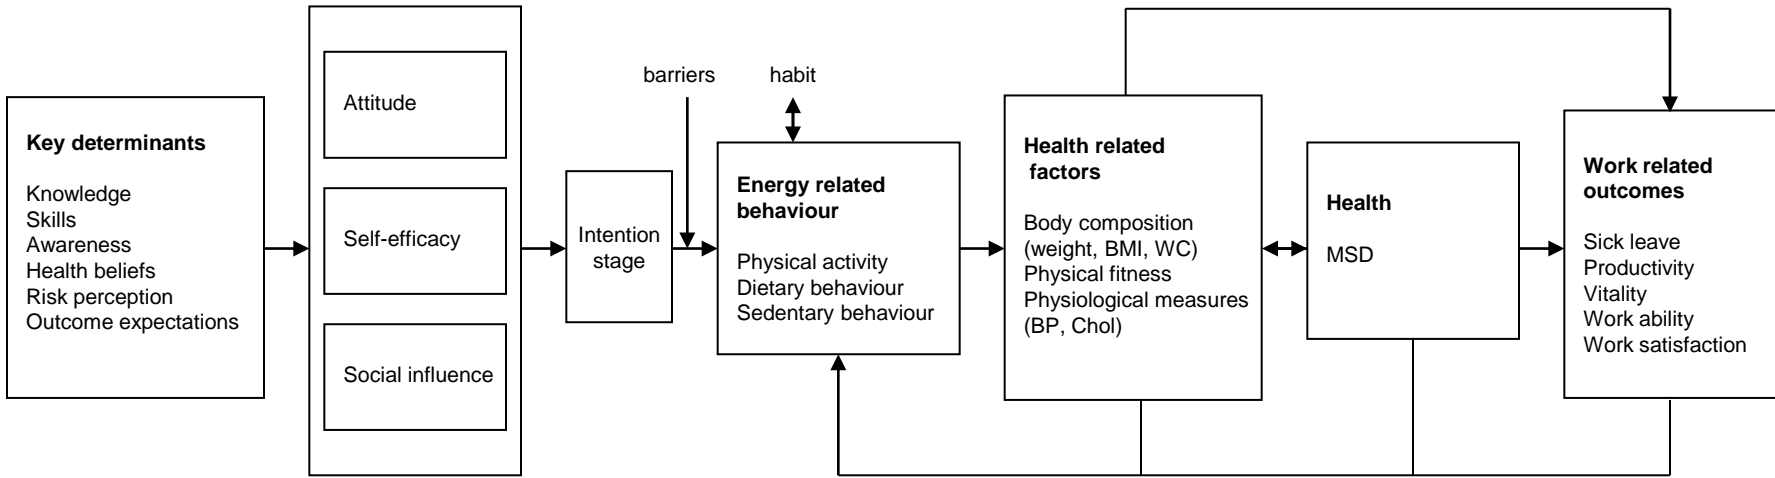 Key determinants
Knowledge
Skills
Awareness
Health beliefs
Risk perception
Outcome expectations
Attitude
Self-efficacy
Social influence
Intention
stage
barriers
habit
Energy related
behaviour
Physical activity
Dietary behaviour
Sedentary behaviour
Health related
factors
Body composition
(weight, BMI, WC)
Physical fitness
Physiological measures
(BP, Chol)
Health
MSD
Work related
outcomes
Sick leave
Productivity
Vitality
Work ability
Work satisfaction